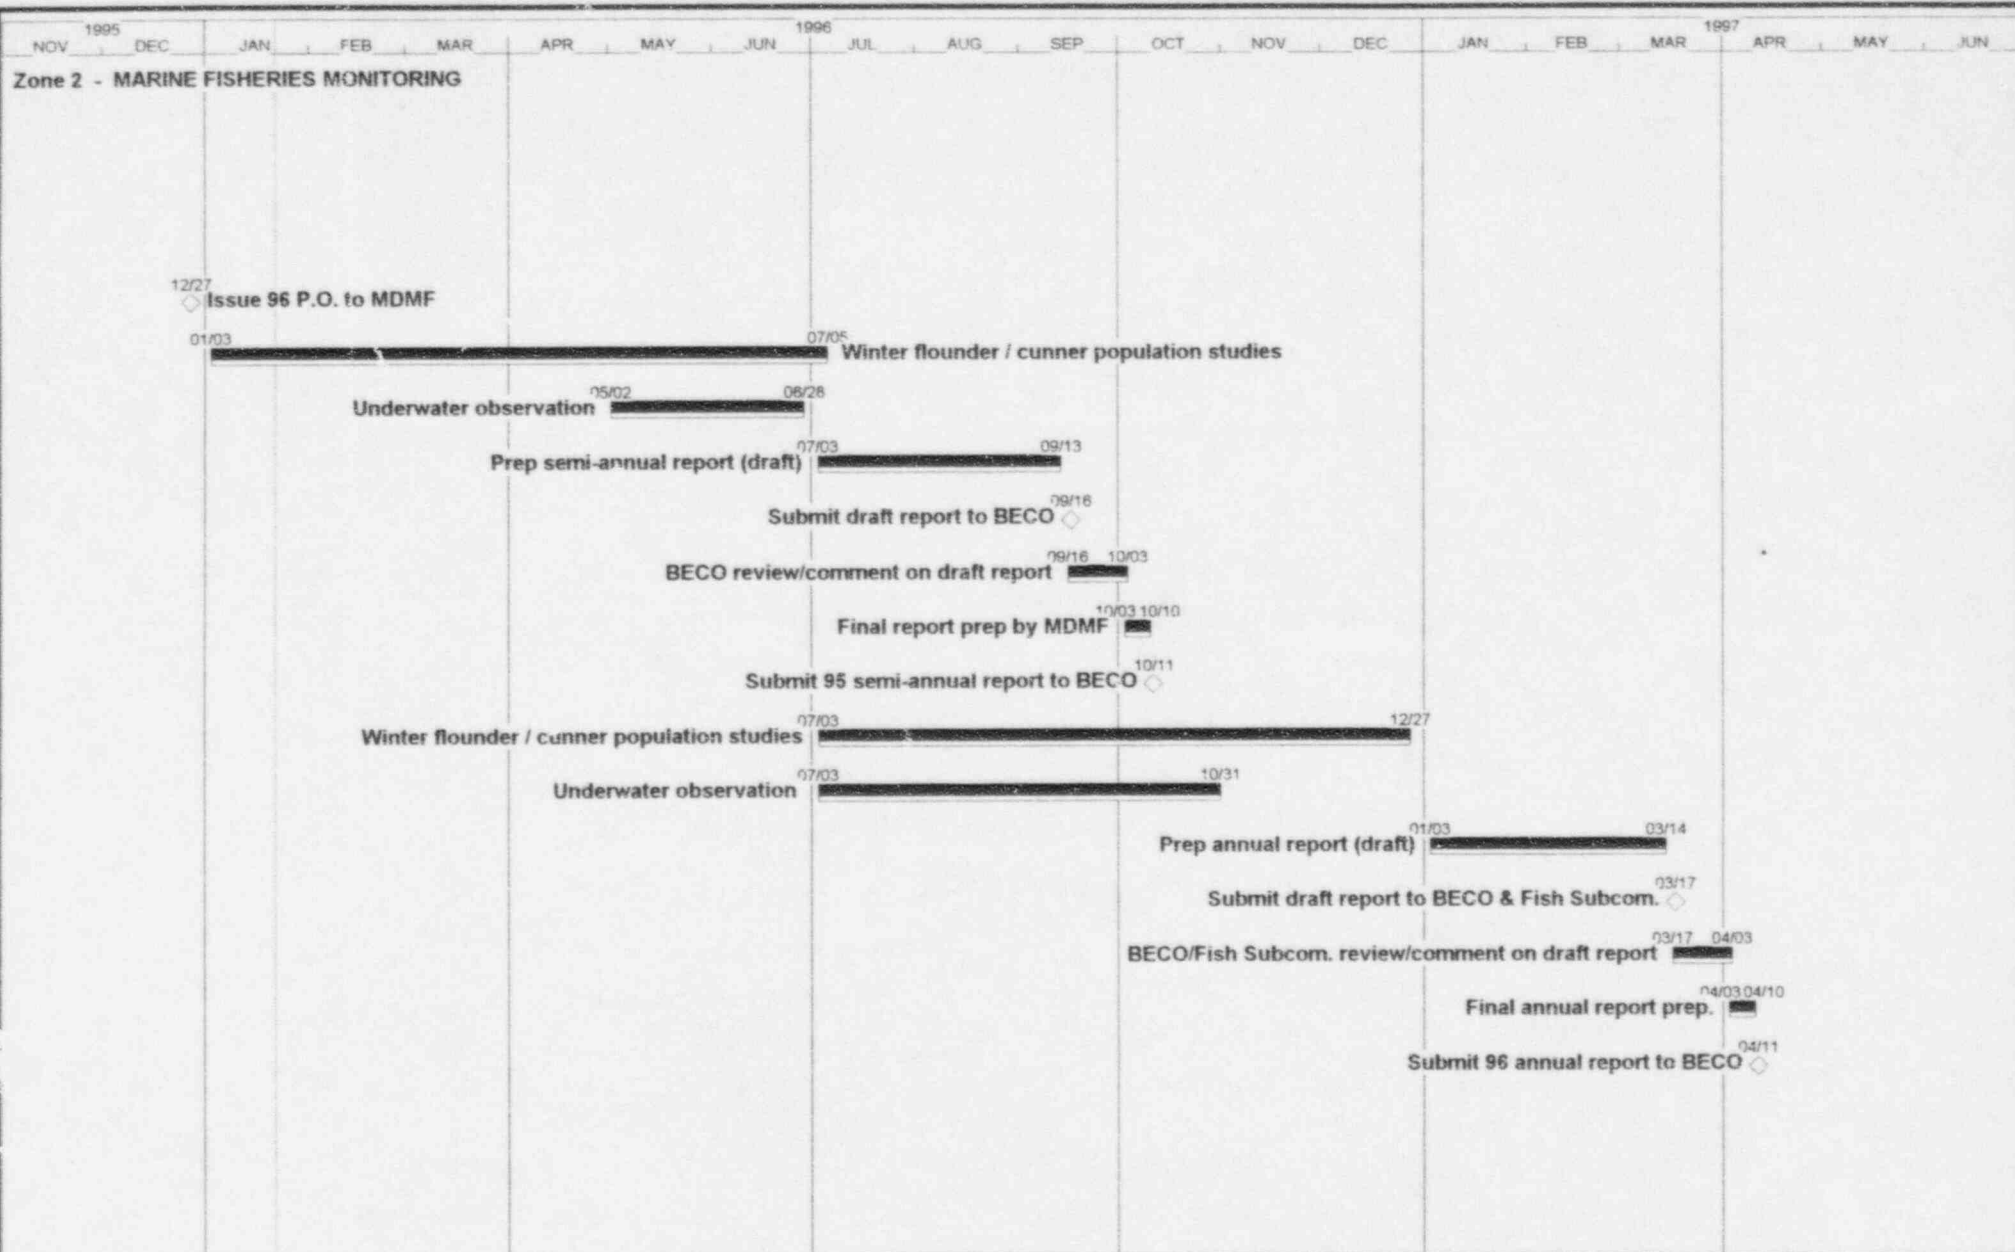 1995 1996 1997
NOV DEC JAN FEB MAR APR MAY JUN JUL AUG SEP OCT NOV DEC JAN FEB MAR APR MAY JUN
Zone 2 - MARINE FISHERIES MONITORING
12/27
Issue 96 P.O. to MDMF
01/03 07/05
Winter flounder / cunner population studies
05/02 06/28
Underwater observation
07/03 09/13
Prep semi-annual report (draft)
09/16
Submit draft report to BECO
09/16 10/03
BECO review/comment on draft report
10/03 10/10
Final report prep by MDMF
10/11
Submit 95 semi-annual report to BECO
07/03 12/27
Winter flounder / cunner population studies
07/03 10/31
Underwater observation
01/03 03/14
Prep annual report (draft)
03/17
Submit draft report to BECO & Fish Subcom.
03/17 04/03
BECO/Fish Subcom. review/comment on draft report
04/03 04/10
Final annual report prep.
04/11
Submit 96 annual report to BECO